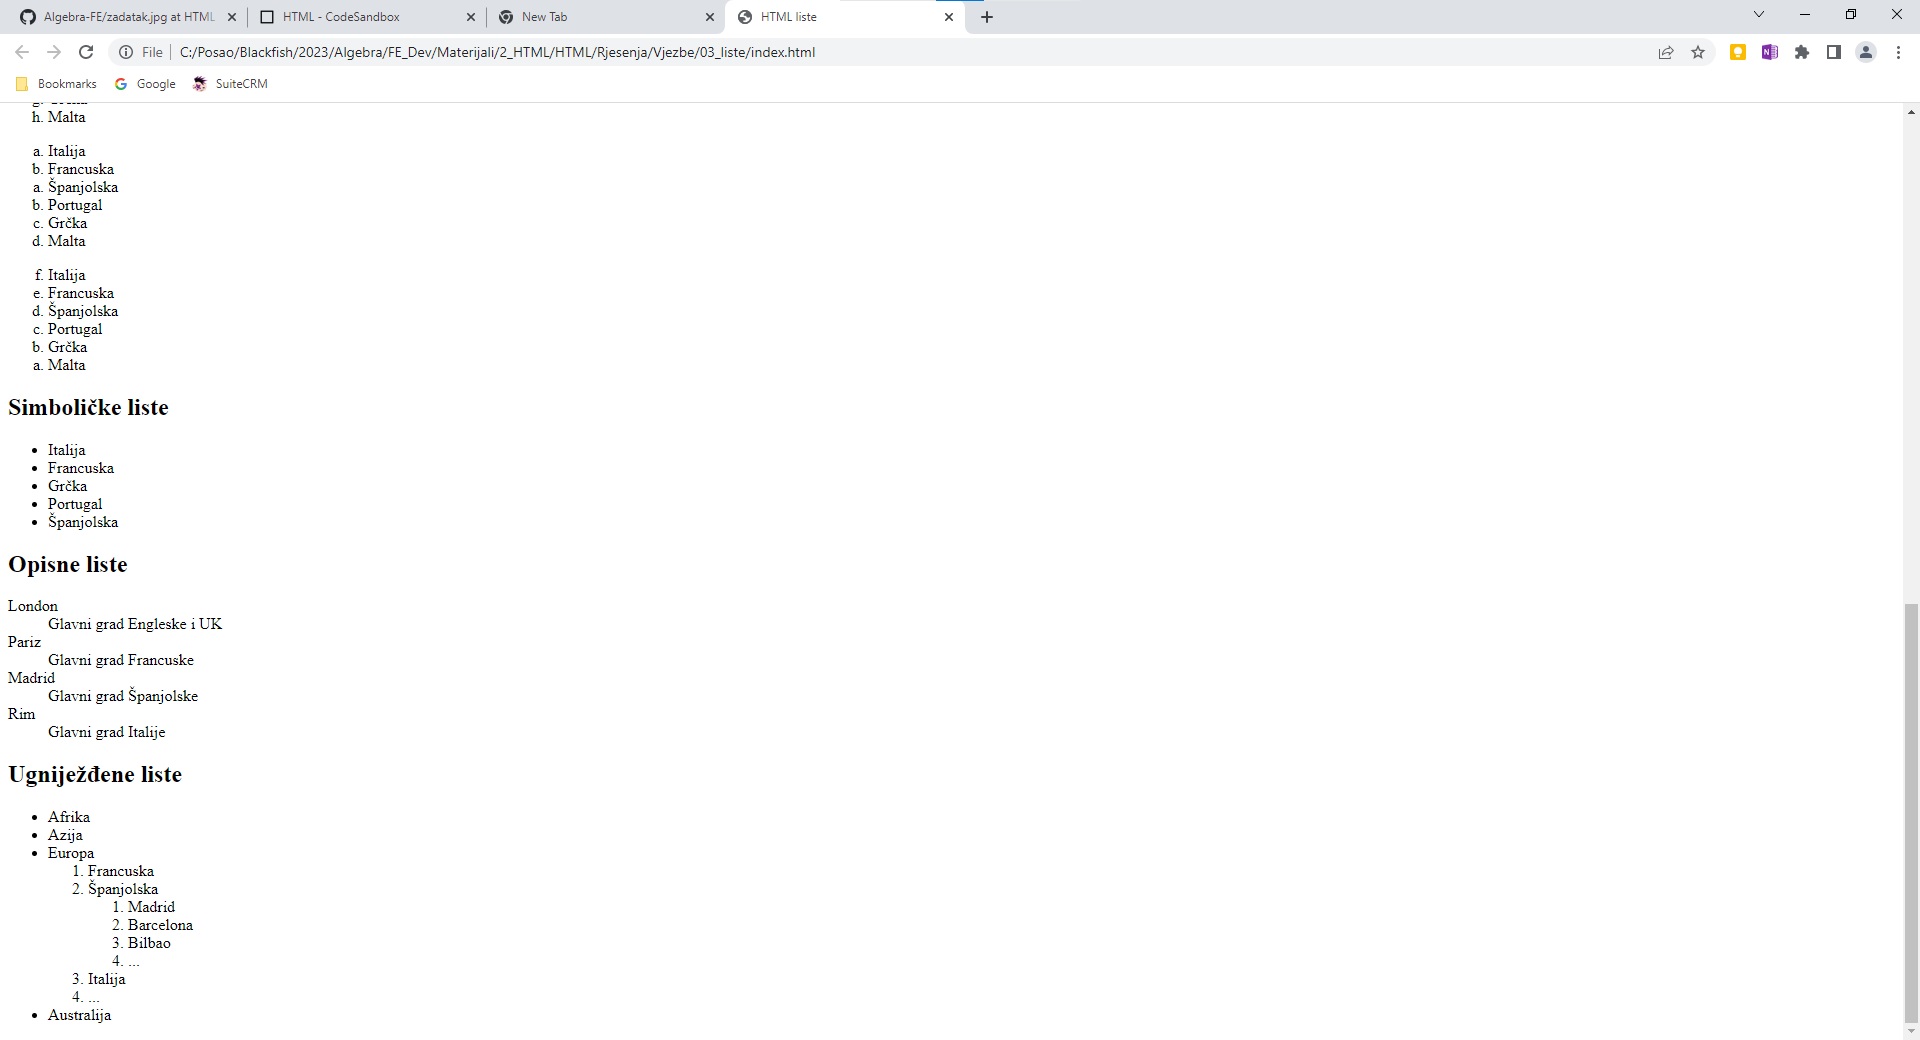 Algebra-FE/zadatak.jpg at HTML
HTML - CodeSandbox
New Tab
HTML liste
File
C:/Posao/Blackfish/2023/Algebra/FE_Dev/Materijali/2_HTML/HTML/Rjesenja/Vjezbe/03_liste/index.html
Bookmarks
Google
SuiteCRM
h. Malta
a. Italija
b. Francuska
a. Španjolska
b. Portugal
c. Grčka
d. Malta
f. Italija
e. Francuska
d. Španjolska
c. Portugal
b. Grčka
a. Malta
Simboličke liste
• Italija
• Francuska
• Grčka
• Portugal
• Španjolska
Opisne liste
London
Glavni grad Engleske i UK
Pariz
Glavni grad Francuske
Madrid
Glavni grad Španjolske
Rim
Glavni grad Italije
Ugniježđene liste
• Afrika
• Azija
• Europa
1. Francuska
2. Španjolska
1. Madrid
2. Barcelona
3. Bilbao
4. ...
3. Italija
4. ...
• Australija